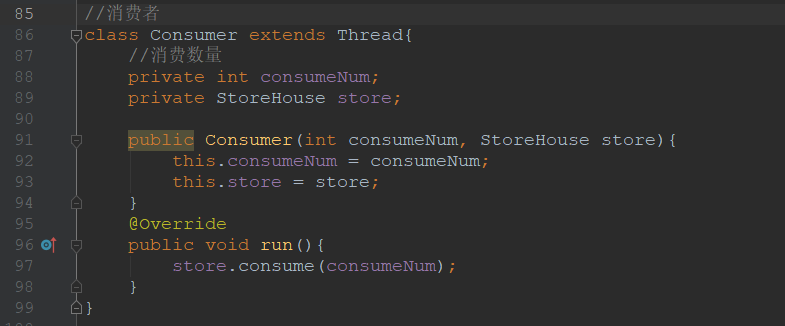 85 //消费者
86 class Consumer extends Thread{
87 //消费数量
88 private int consumeNum;
89 private StoreHouse store;
90
91 public Consumer(int consumeNum, StoreHouse store){
92 this.consumeNum = consumeNum;
93 this.store = store;
94 }
95 @Override
96 public void run(){
97 store.consume(consumeNum);
98 }
99 }